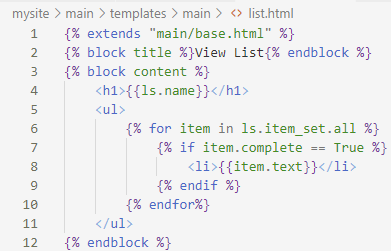 mysite > main > templates > main > <> list.html
1 {% extends "main/base.html" %}
2 {% block title %}View List{% endblock %}
3 {% block content %}
4     <h1>{{ls.name}}</h1>
5     <ul>
6         {% for item in ls.item_set.all %}
7             {% if item.complete == True %}
8                 <li>{{item.text}}</li>
9             {% endif %}
10         {% endfor%}
11     </ul>
12 {% endblock %}